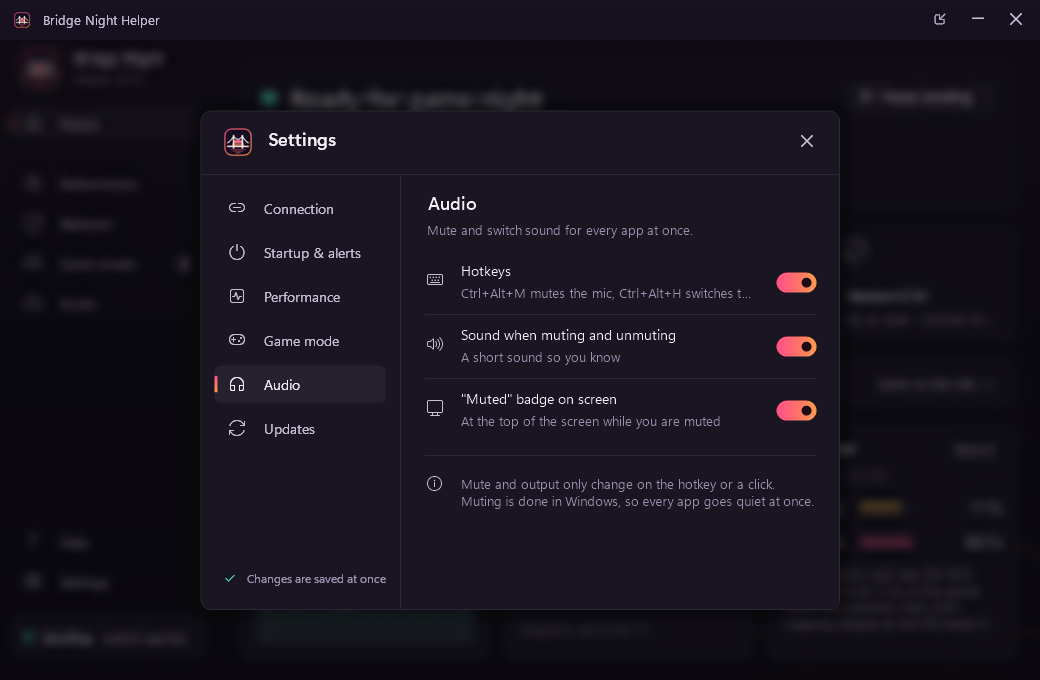 Bridge Night Helper
Ready for game night
Settings
Connection
Startup & alerts
Performance
Game mode
Audio
Updates
Changes are saved at once
Audio
Mute and switch sound for every app at once.
Hotkeys
Ctrl+Alt+M mutes the mic, Ctrl+Alt+H switches t...
Sound when muting and unmuting
A short sound so you know
"Muted" badge on screen
At the top of the screen while you are muted
Mute and output only change on the hotkey or a click.
Muting is done in Windows, so every app goes quiet at once.